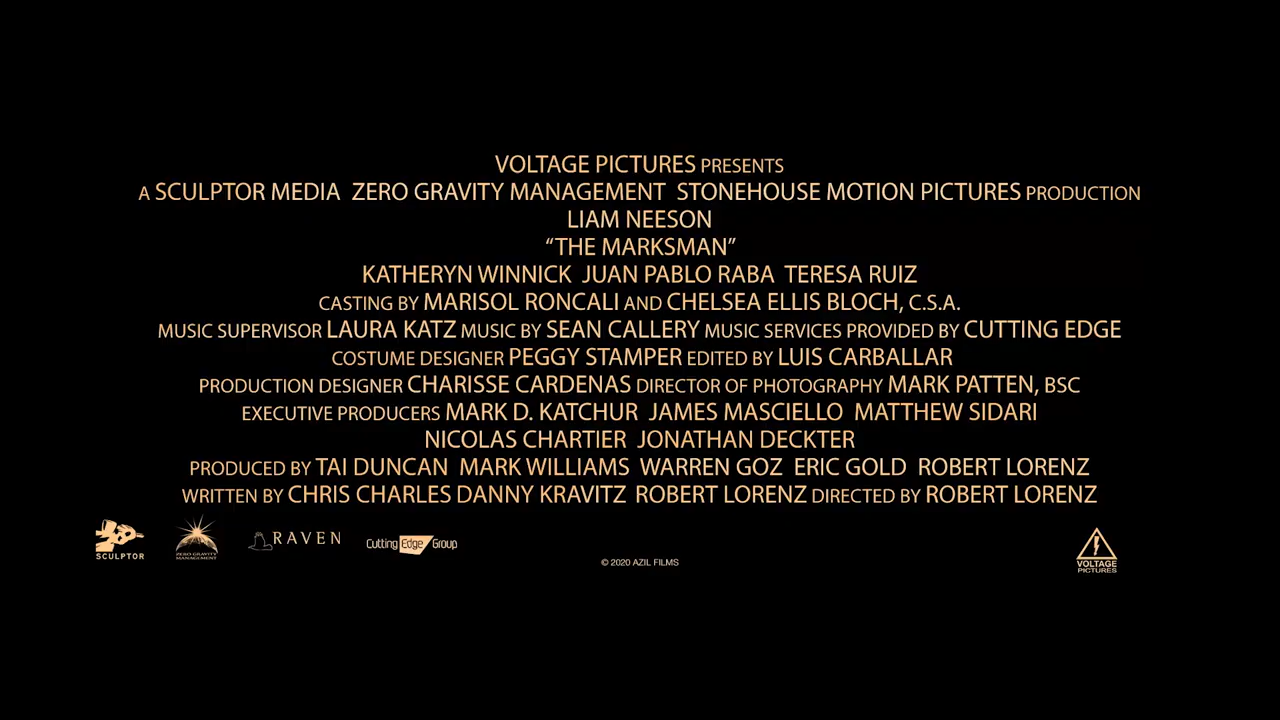 VOLTAGE PICTURES PRESENTS
A SCULPTOR MEDIA ZERO GRAVITY MANAGEMENT STONEHOUSE MOTION PICTURES PRODUCTION
LIAM NEESON
“THE MARKSMAN”
KATHERYN WINNICK JUAN PABLO RABA TERESA RUIZ
CASTING BY MARISOL RONCALI AND CHELSEA ELLIS BLOCH, C.S.A.
MUSIC SUPERVISOR LAURA KATZ MUSIC BY SEAN CALLERY MUSIC SERVICES PROVIDED BY CUTTING EDGE
COSTUME DESIGNER PEGGY STAMPER EDITED BY LUIS CARBALLAR
PRODUCTION DESIGNER CHARISSE CARDENAS DIRECTOR OF PHOTOGRAPHY MARK PATTEN, BSC
EXECUTIVE PRODUCERS MARK D. KATCHUR JAMES MASCIELLO MATTHEW SIDARI
NICOLAS CHARTIER JONATHAN DECKTER
PRODUCED BY TAI DUNCAN MARK WILLIAMS WARREN GOZ ERIC GOLD ROBERT LORENZ
WRITTEN BY CHRIS CHARLES DANNY KRAVITZ ROBERT LORENZ DIRECTED BY ROBERT LORENZ
SCULPTOR
ZERO GRAVITY
MANAGEMENT
RAVEN
Cutting Edge Group
© 2020 AZIL FILMS
VOLTAGE
PICTURES